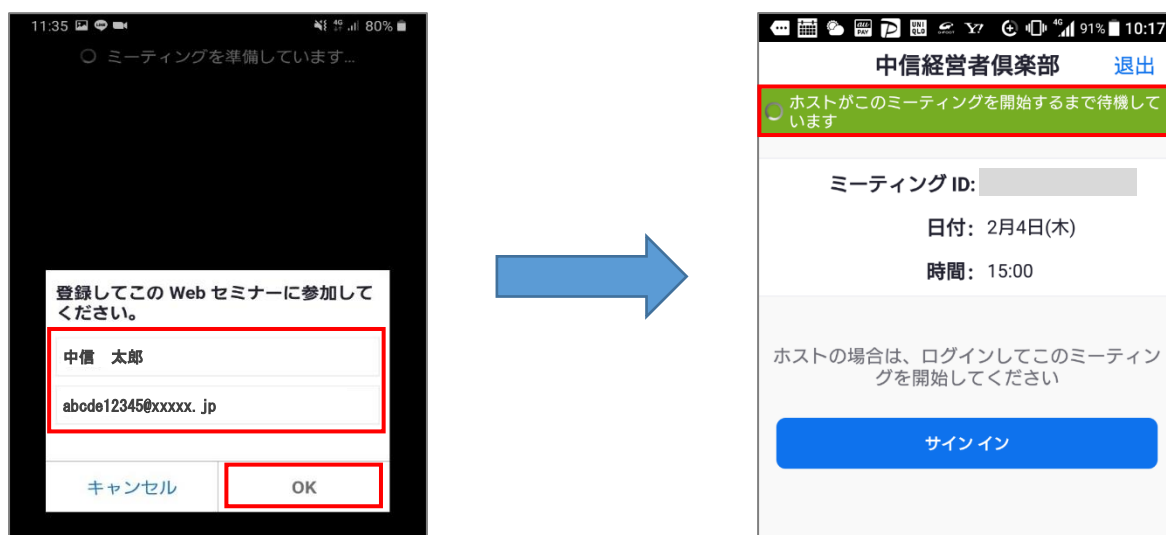 11:35 4G 80%
ミーティングを準備しています...
登録してこの Web セミナーに参加して
ください。
中信　太郎
abcde12345@xxxxx.jp
キャンセル OK
au PAY UNI QLO Y! 4G 91% 10:17
中信経営者倶楽部 退出
ホストがこのミーティングを開始するまで待機して
います
ミーティング ID:
日付: 2月4日(木)
時間: 15:00
ホストの場合は、ログインしてこのミーティン
グを開始してください
サイン イン